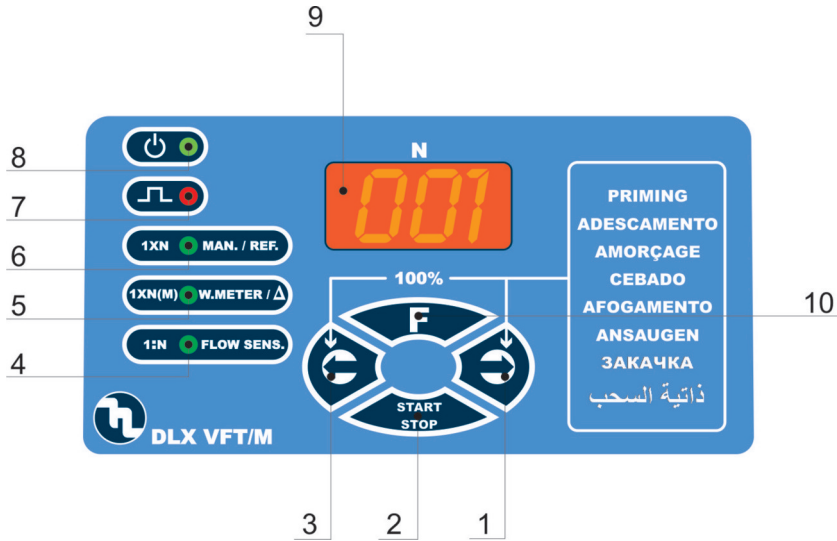 9
8
7
6
5
4
3
2
1
10
N
001
1XN MAN. / REF.
1XN(M) W.METER / Δ
1:N FLOW SENS.
100%
F
START
STOP
DLX VFT/M
PRIMING
ADESCAMENTO
AMORÇAGE
CEBADO
AFOGAMENTO
ANSAUGEN
ЗАКАЧКА
ذاتية السحب